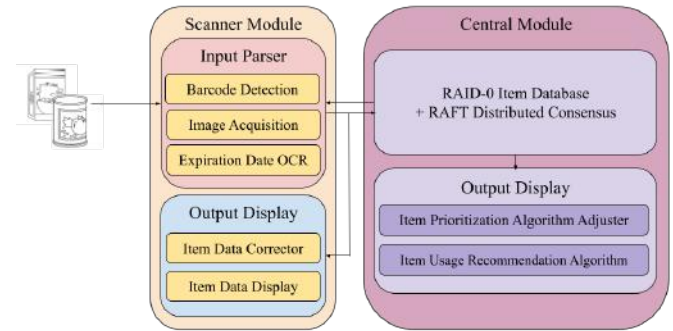 Scanner Module
Input Parser
Barcode Detection
Image Acquisition
Expiration Date OCR
Output Display
Item Data Corrector
Item Data Display
Central Module
RAID-0 Item Database
+ RAFT Distributed Consensus
Output Display
Item Prioritization Algorithm Adjuster
Item Usage Recommendation Algorithm